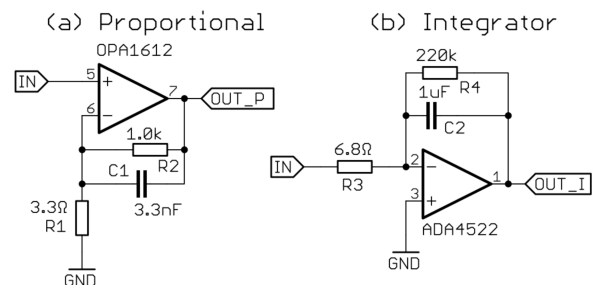 (a) Proportional
OPA1612
IN
5
+
7
OUT_P
6
−
1.0k
R2
C1
3.3nF
3.3Ω
R1
GND
(b) Integrator
220k
R4
1uF
C2
6.8Ω
IN
R3
2
−
1
OUT_I
3
+
ADA4522
GND